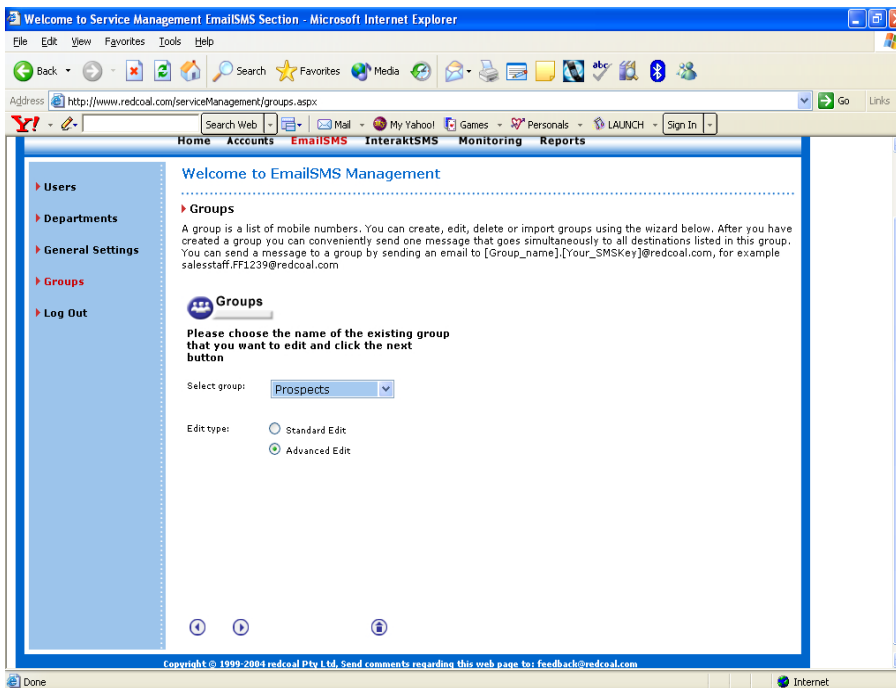 Welcome to Service Management EmailSMS Section - Microsoft Internet Explorer
File Edit View Favorites Tools Help
Back Search Favorites Media abc
Address http://www.redcoal.com/serviceManagement/groups.aspx Go Links
Y! Search Web Mail My Yahoo! Games Personals LAUNCH Sign In
Home Accounts EmailSMS InteraktSMS Monitoring Reports
Users
Departments
General Settings
Groups
Log Out
Welcome to EmailSMS Management
Groups
A group is a list of mobile numbers. You can create, edit, delete or import groups using the wizard below. After you have
created a group you can conveniently send one message that goes simultaneously to all destinations listed in this group.
You can send a message to a group by sending an email to [Group_name].[Your_SMSKey]@redcoal.com, for example
salesstaff.FF1239@redcoal.com
Groups
Please choose the name of the existing group
that you want to edit and click the next
button
Select group: Prospects
Edit type: Standard Edit
Advanced Edit
Copyright © 1999-2004 redcoal Pty Ltd, Send comments regarding this web page to: feedback@redcoal.com
Done Internet